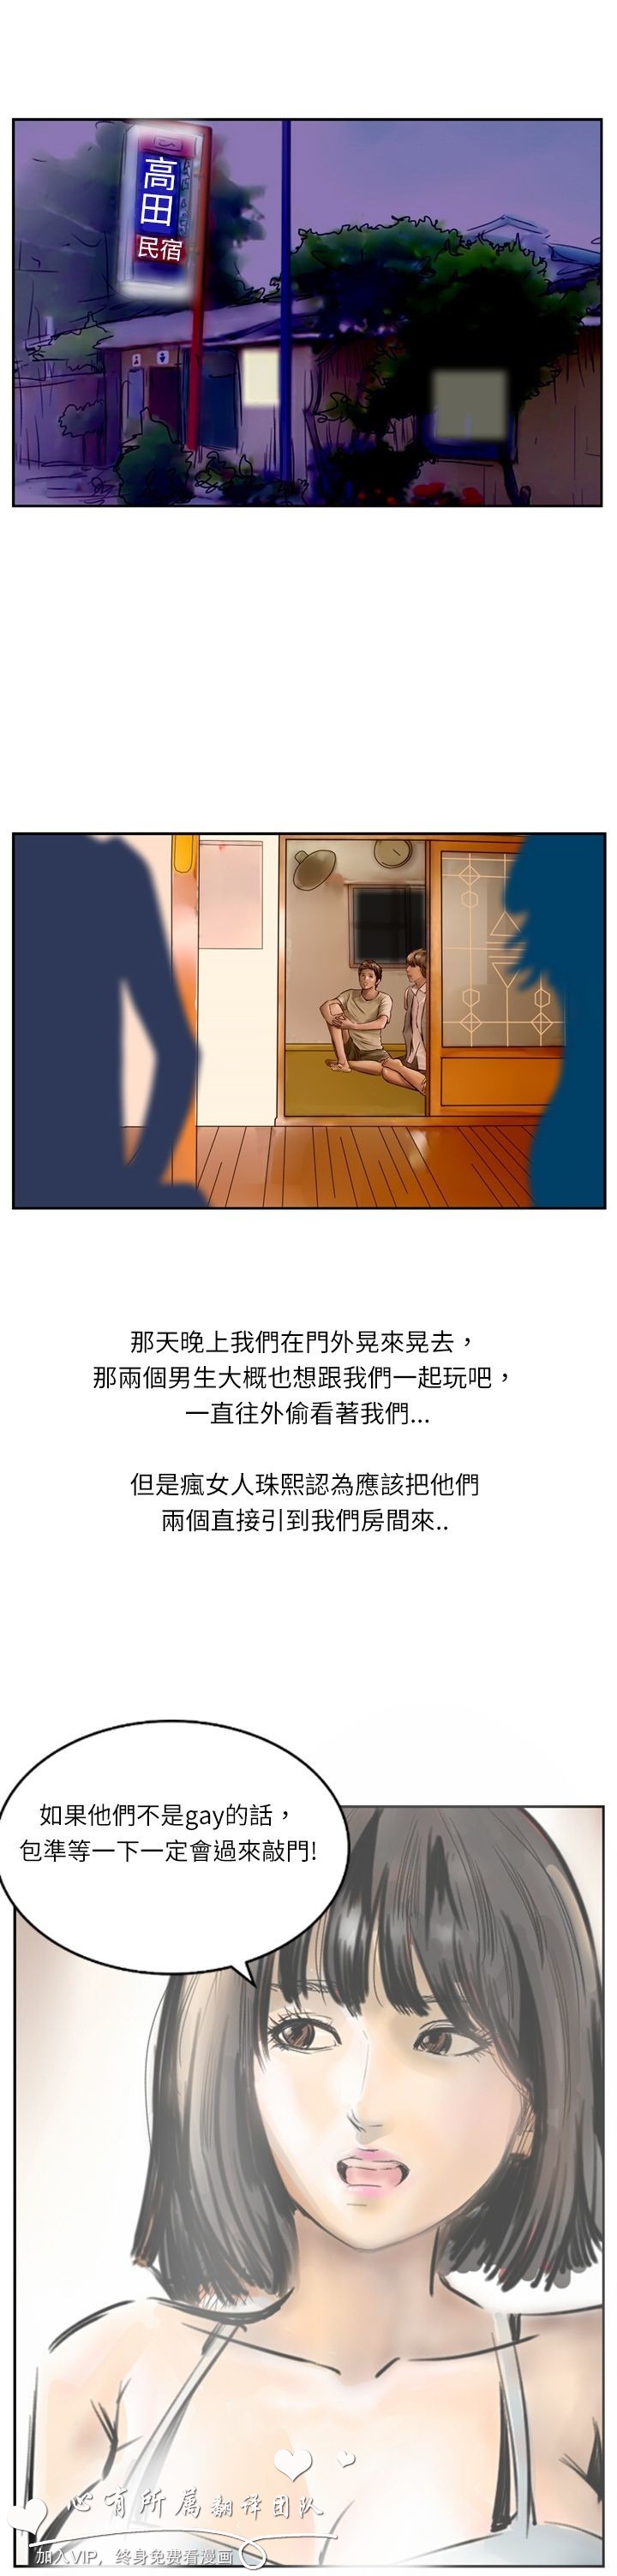 高
田
民宿
那天晚上我們在門外晃來晃去，
那兩個男生大概也想跟我們一起玩吧，
一直往外偷看著我們...
但是瘋女人珠熙認為應該把他們
兩個直接引到我們房間來..
如果他們不是gay的話，
包準等一下一定會過來敲門!
心有所属翻译团队
加入VIP，终身免费看漫画